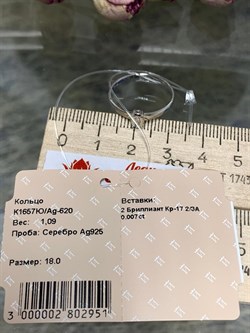 Т 1743
Кольцо
К1657Ю/Ag-620
Вес: 1,09
Проба: Серебро Ag925
Размер: 18.0
Вставки:
2 Бриллиант Кр-17 2/3А
0.007ct
3 000002 802951